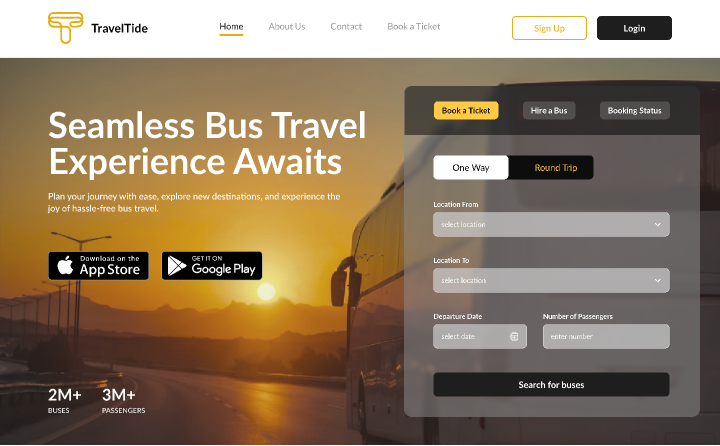 TravelTide
Home
About Us
Contact
Book a Ticket
Sign Up
Login
Seamless Bus Travel
Experience Awaits
Plan your journey with ease, explore new destinations, and experience the
joy of hassle-free bus travel.
Download on the
App Store
GET IT ON
Google Play
2M+
BUSES
3M+
PASSENGERS
Book a Ticket
Hire a Bus
Booking Status
One Way
Round Trip
Location From
select location
Location To
select location
Departure Date
select date
Number of Passengers
enter number
Search for buses